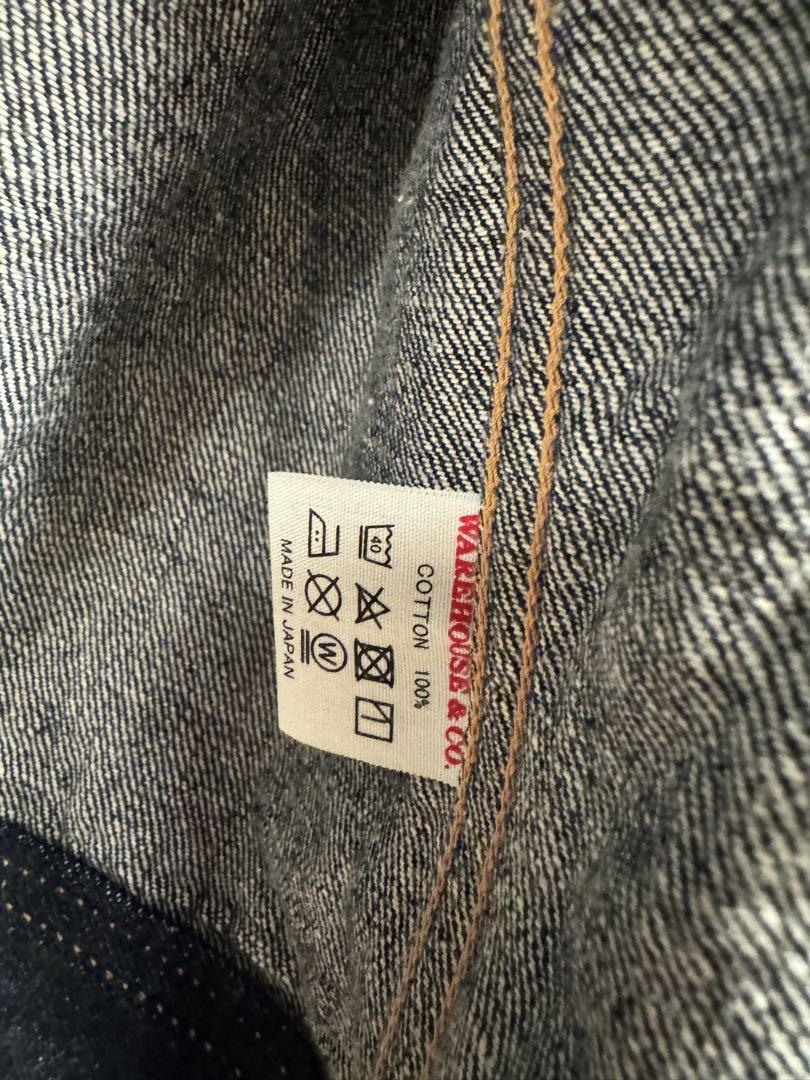 WAREHOUSE & CO.
COTTON 100%
40
W
MADE IN JAPAN